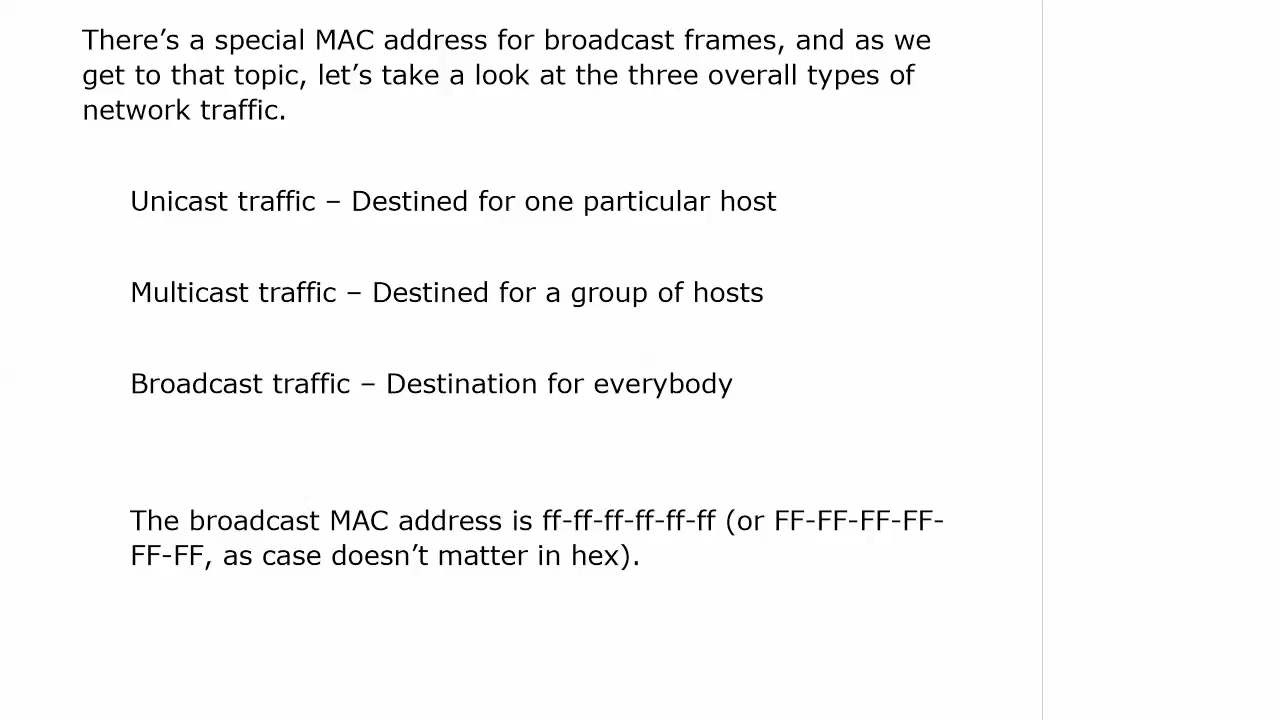 There’s a special MAC address for broadcast frames, and as we
get to that topic, let’s take a look at the three overall types of
network traffic.
Unicast traffic – Destined for one particular host
Multicast traffic – Destined for a group of hosts
Broadcast traffic – Destination for everybody
The broadcast MAC address is ff-ff-ff-ff-ff-ff (or FF-FF-FF-FF-
FF-FF, as case doesn’t matter in hex).